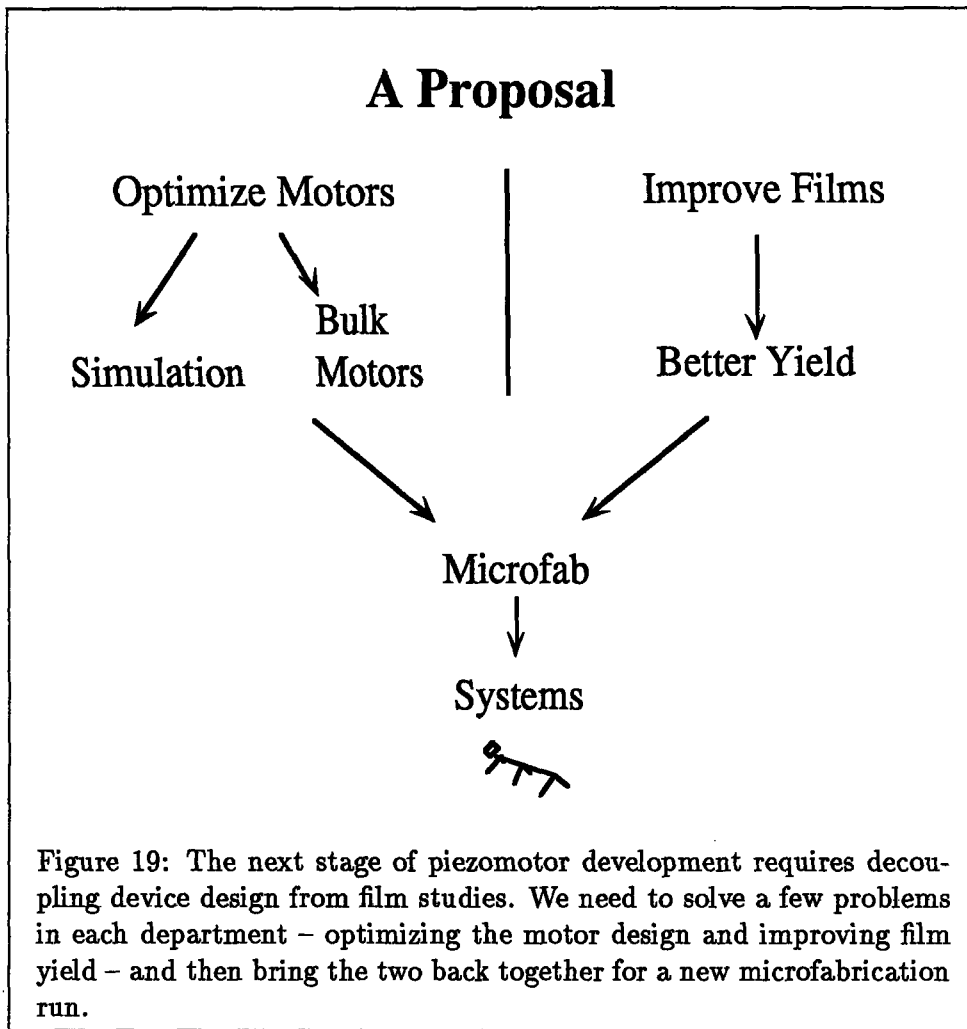 A Proposal
Optimize Motors
Improve Films
Simulation
Bulk
Motors
Better Yield
Microfab
Systems
Figure 19: The next stage of piezomotor development requires decou-
pling device design from film studies. We need to solve a few problems
in each department – optimizing the motor design and improving film
yield – and then bring the two back together for a new microfabrication
run.